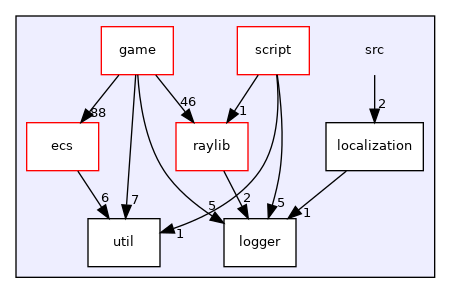 game
script
src
88
46
1
2
ecs
raylib
localization
6
7
5
2
5
1
1
util
logger